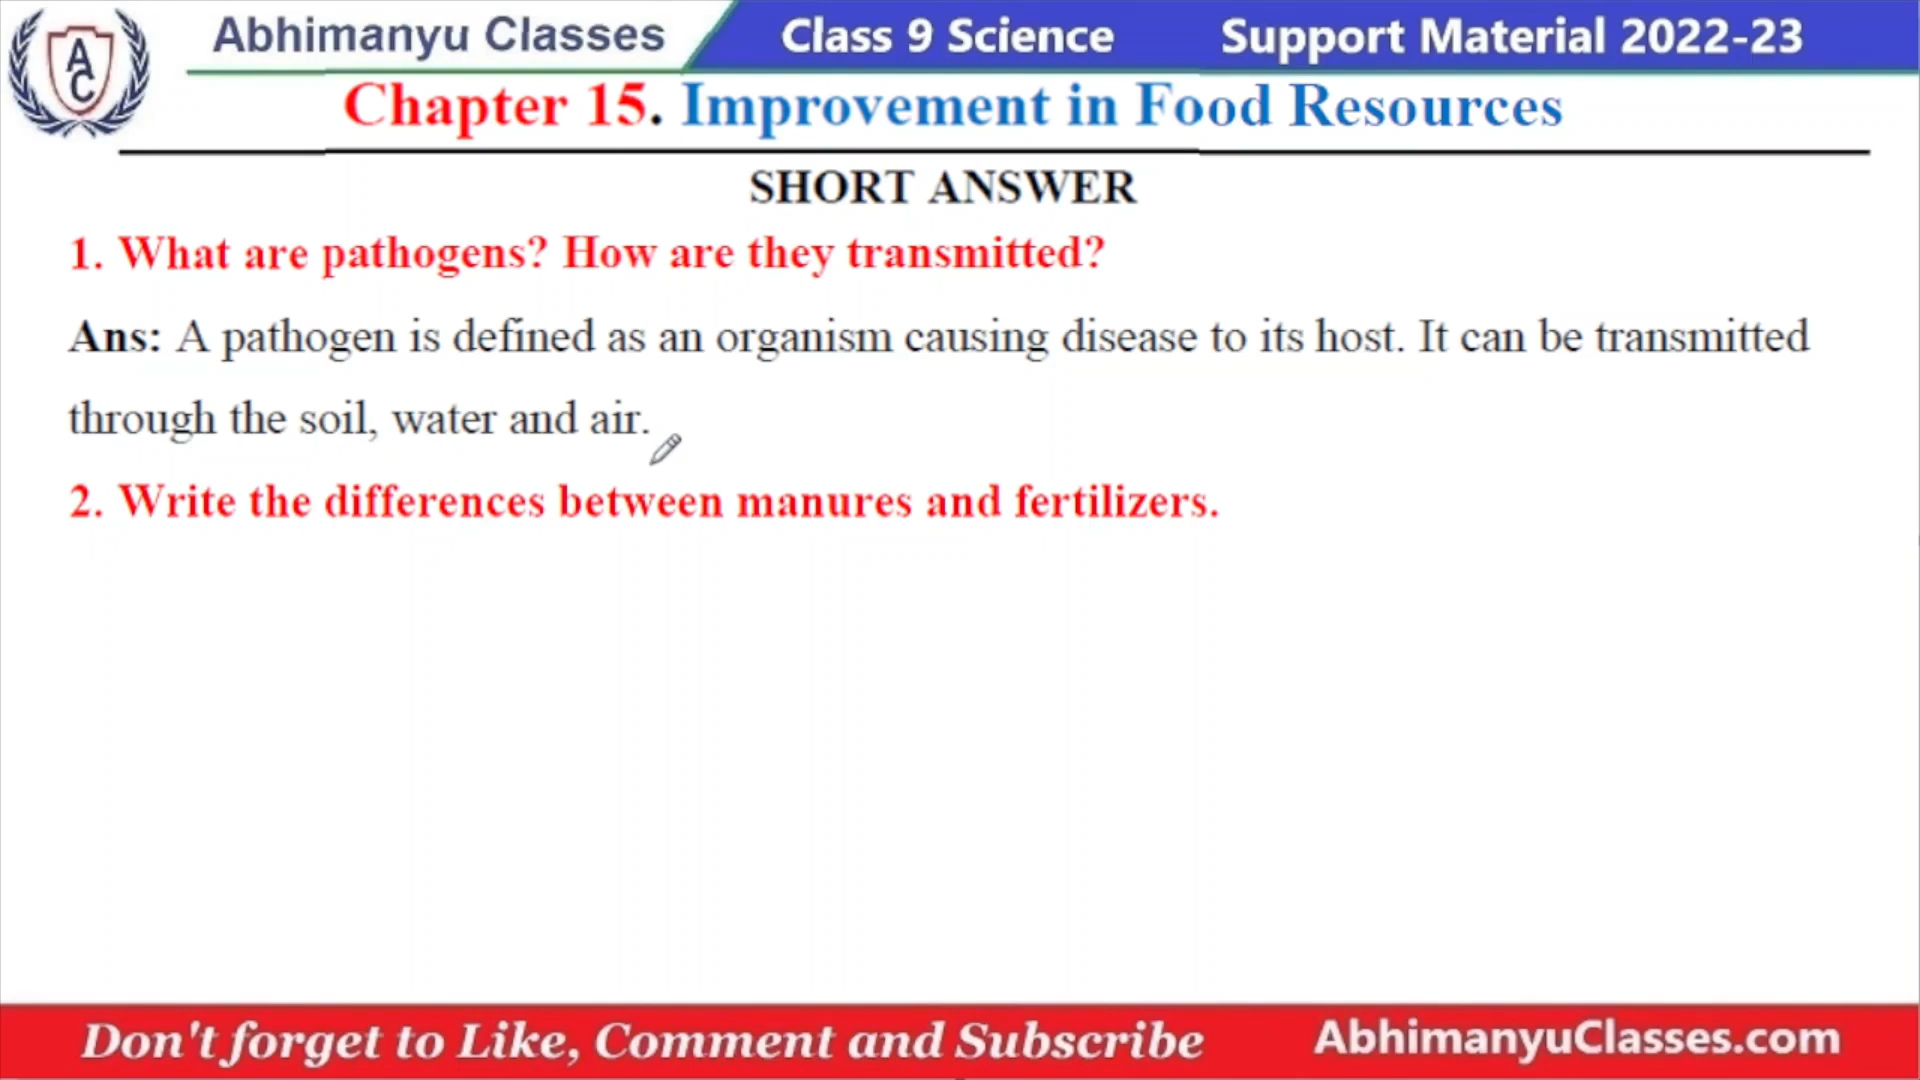 A
C
Abhimanyu Classes
Class 9 Science
Support Material 2022-23
Chapter 15. Improvement in Food Resources
SHORT ANSWER
1. What are pathogens? How are they transmitted?
Ans: A pathogen is defined as an organism causing disease to its host. It can be transmitted
through the soil, water and air.
2. Write the differences between manures and fertilizers.
Don't forget to Like, Comment and Subscribe
AbhimanyuClasses.com